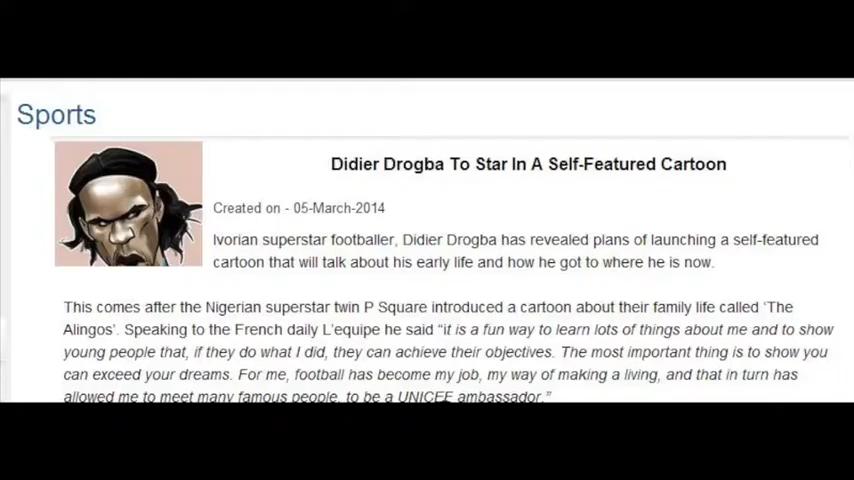 Sports
Didier Drogba To Star In A Self-Featured Cartoon
Created on - 05-March-2014
Ivorian superstar footballer, Didier Drogba has revealed plans of launching a self-featured
cartoon that will talk about his early life and how he got to where he is now.
This comes after the Nigerian superstar twin P Square introduced a cartoon about their family life called ‘The
Alingos’. Speaking to the French daily L’equipe he said “it is a fun way to learn lots of things about me and to show
young people that, if they do what I did, they can achieve their objectives. The most important thing is to show you
can exceed your dreams. For me, football has become my job, my way of making a living, and that in turn has
allowed me to meet many famous people, to be a UNICEF ambassador.”